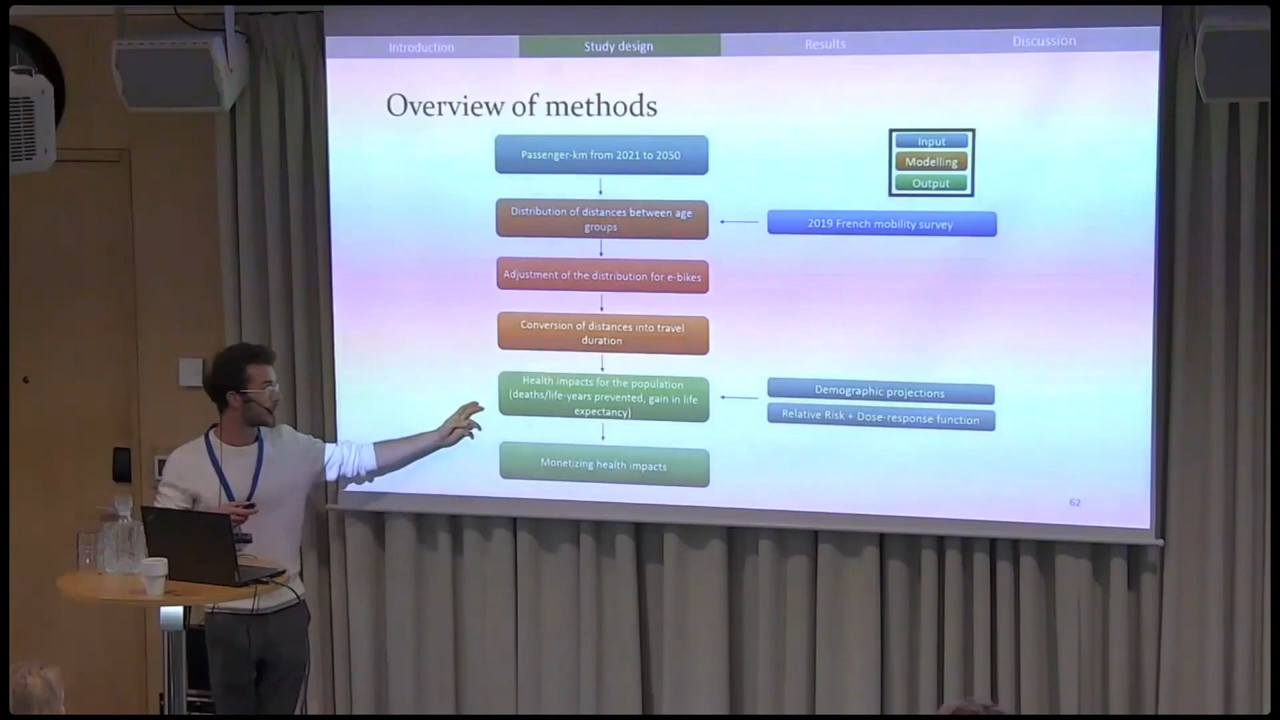 Introduction
Study design
Results
Discussion
Overview of methods
Passenger-km from 2021 to 2050
Input
Modelling
Output
Distribution of distances between age
groups
2019 French mobility survey
Adjustment of the distribution for e-bikes
Conversion of distances into travel
duration
Health impacts for the population
(deaths/life-years prevented, gain in life
expectancy)
Demographic projections
Relative Risk + Dose-response function
Monetizing health impacts
62